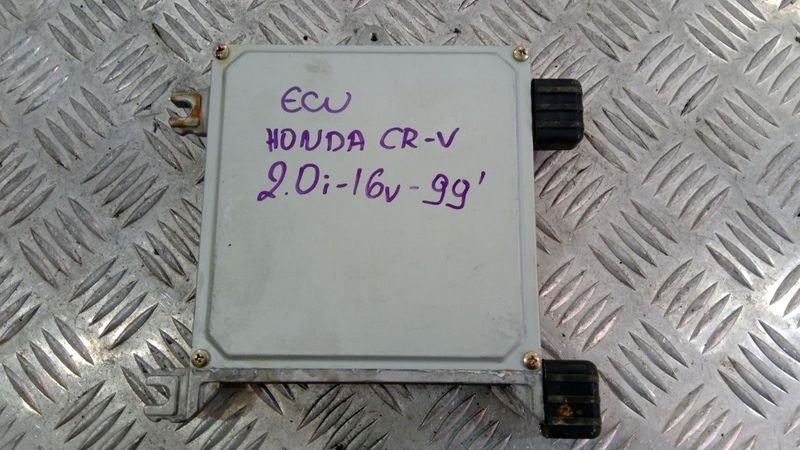 ECU
HONDA CR-V
2.0i-16v-99'